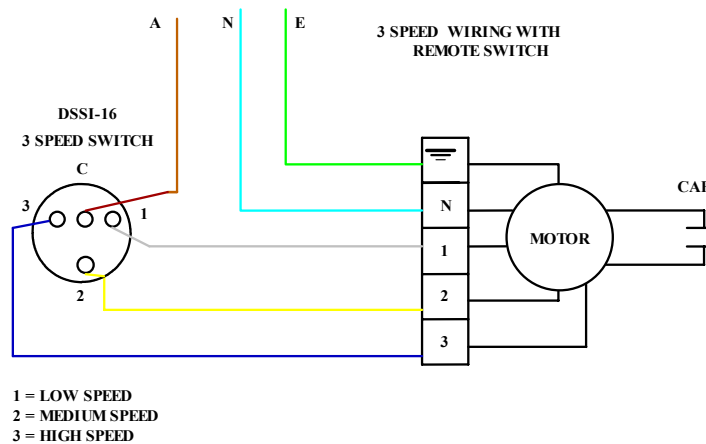 A N E
3 SPEED WIRING WITH
REMOTE SWITCH
DSSI-16
3 SPEED SWITCH
C
3
1
2
N
1
2
3
MOTOR
CAP
1 = LOW SPEED
2 = MEDIUM SPEED
3 = HIGH SPEED